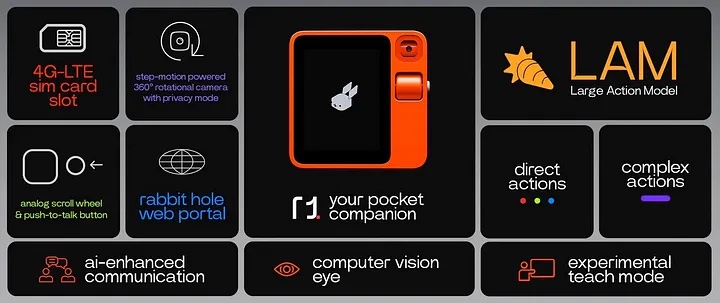 4G-LTE
sim card
slot
step-motion powered
360° rotational camera
with privacy mode
analog scroll wheel
& push-to-talk button
rabbit hole
web portal
r1.
your pocket
companion
LAM
Large Action Model
direct
actions
complex
actions
ai-enhanced
communication
computer vision
eye
experimental
teach mode